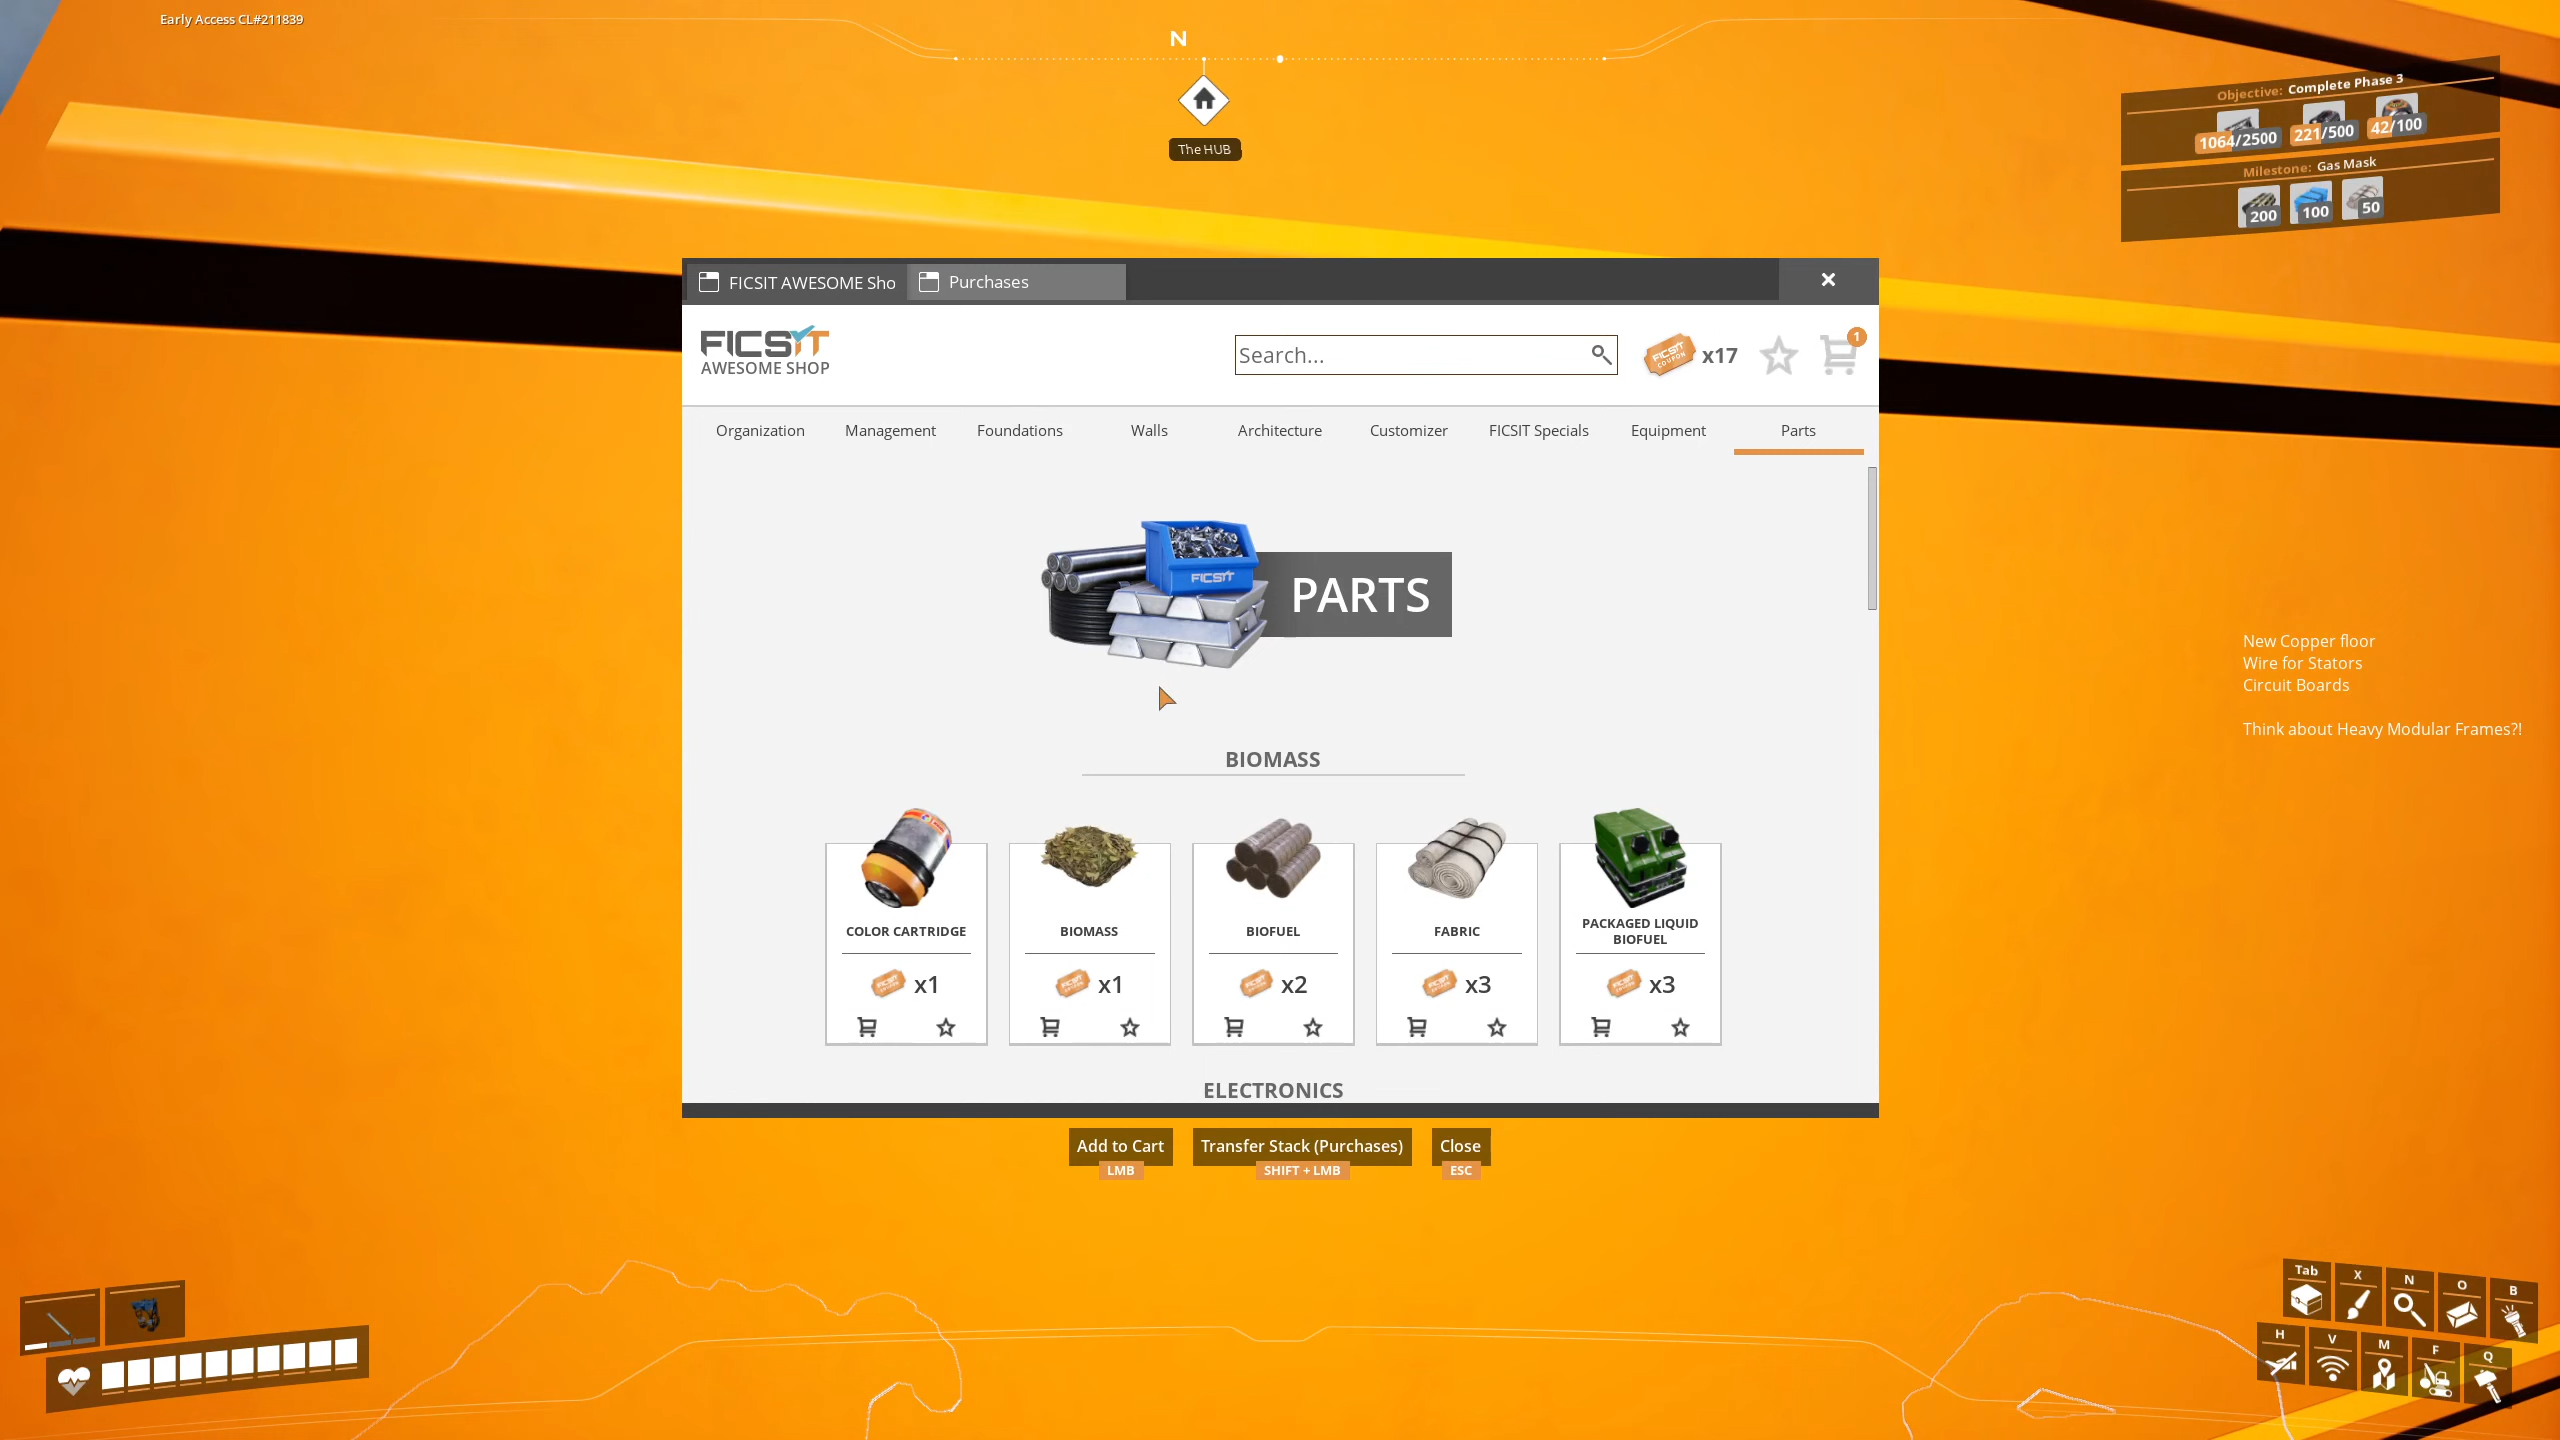 Early Access CL#211839
N
The HUB
Objective: Complete Phase 3
1064/2500 221/500 42/100
Milestone: Gas Mask
200 100 50
FICSIT AWESOME Sho
Purchases
FICSIT
AWESOME SHOP
Search...
FICSIT COUPON x17
1
Organization Management Foundations Walls Architecture Customizer FICSIT Specials Equipment Parts
FICSIT
PARTS
BIOMASS
COLOR CARTRIDGE
x1
BIOMASS
x1
BIOFUEL
x2
FABRIC
x3
PACKAGED LIQUID
BIOFUEL
x3
ELECTRONICS
Add to Cart
LMB
Transfer Stack (Purchases)
SHIFT + LMB
Close
ESC
New Copper floor
Wire for Stators
Circuit Boards
Think about Heavy Modular Frames?!
Tab X N O B
H V M F Q